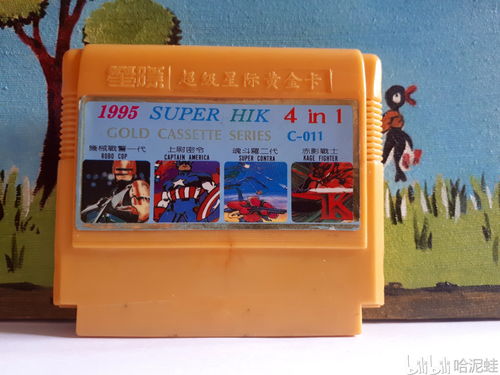 超级星际黄金卡
1995 SUPER HIK 4 in 1
GOLD CASSETTE SERIES C-011
機械戰警一代 上尉密令 魂斗羅二代 赤影戰士
ROBO COP CAPTAIN AMERICA SUPER CONTRA KAGE FIGHTER
bilibili 哈泥蛙